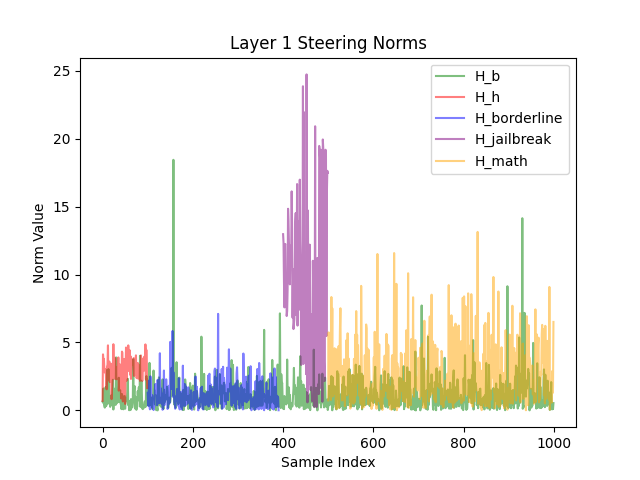 Layer 1 Steering Norms
25
20
15
10
5
0
Norm Value
H_b
H_h
H_borderline
H_jailbreak
H_math
0
200
400
600
800
1000
Sample Index